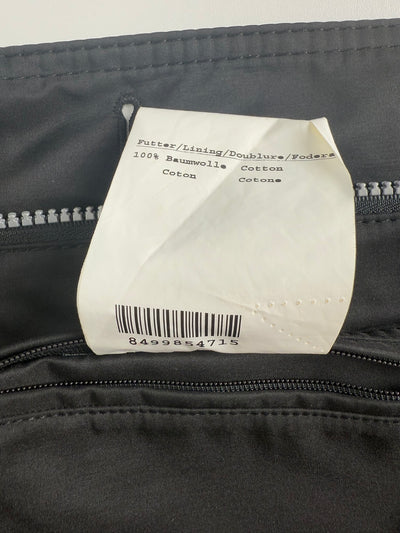 Futter/Lining/Doublure/Fodera
100% Baumwolle Cotton
Coton Cotone
8499854715